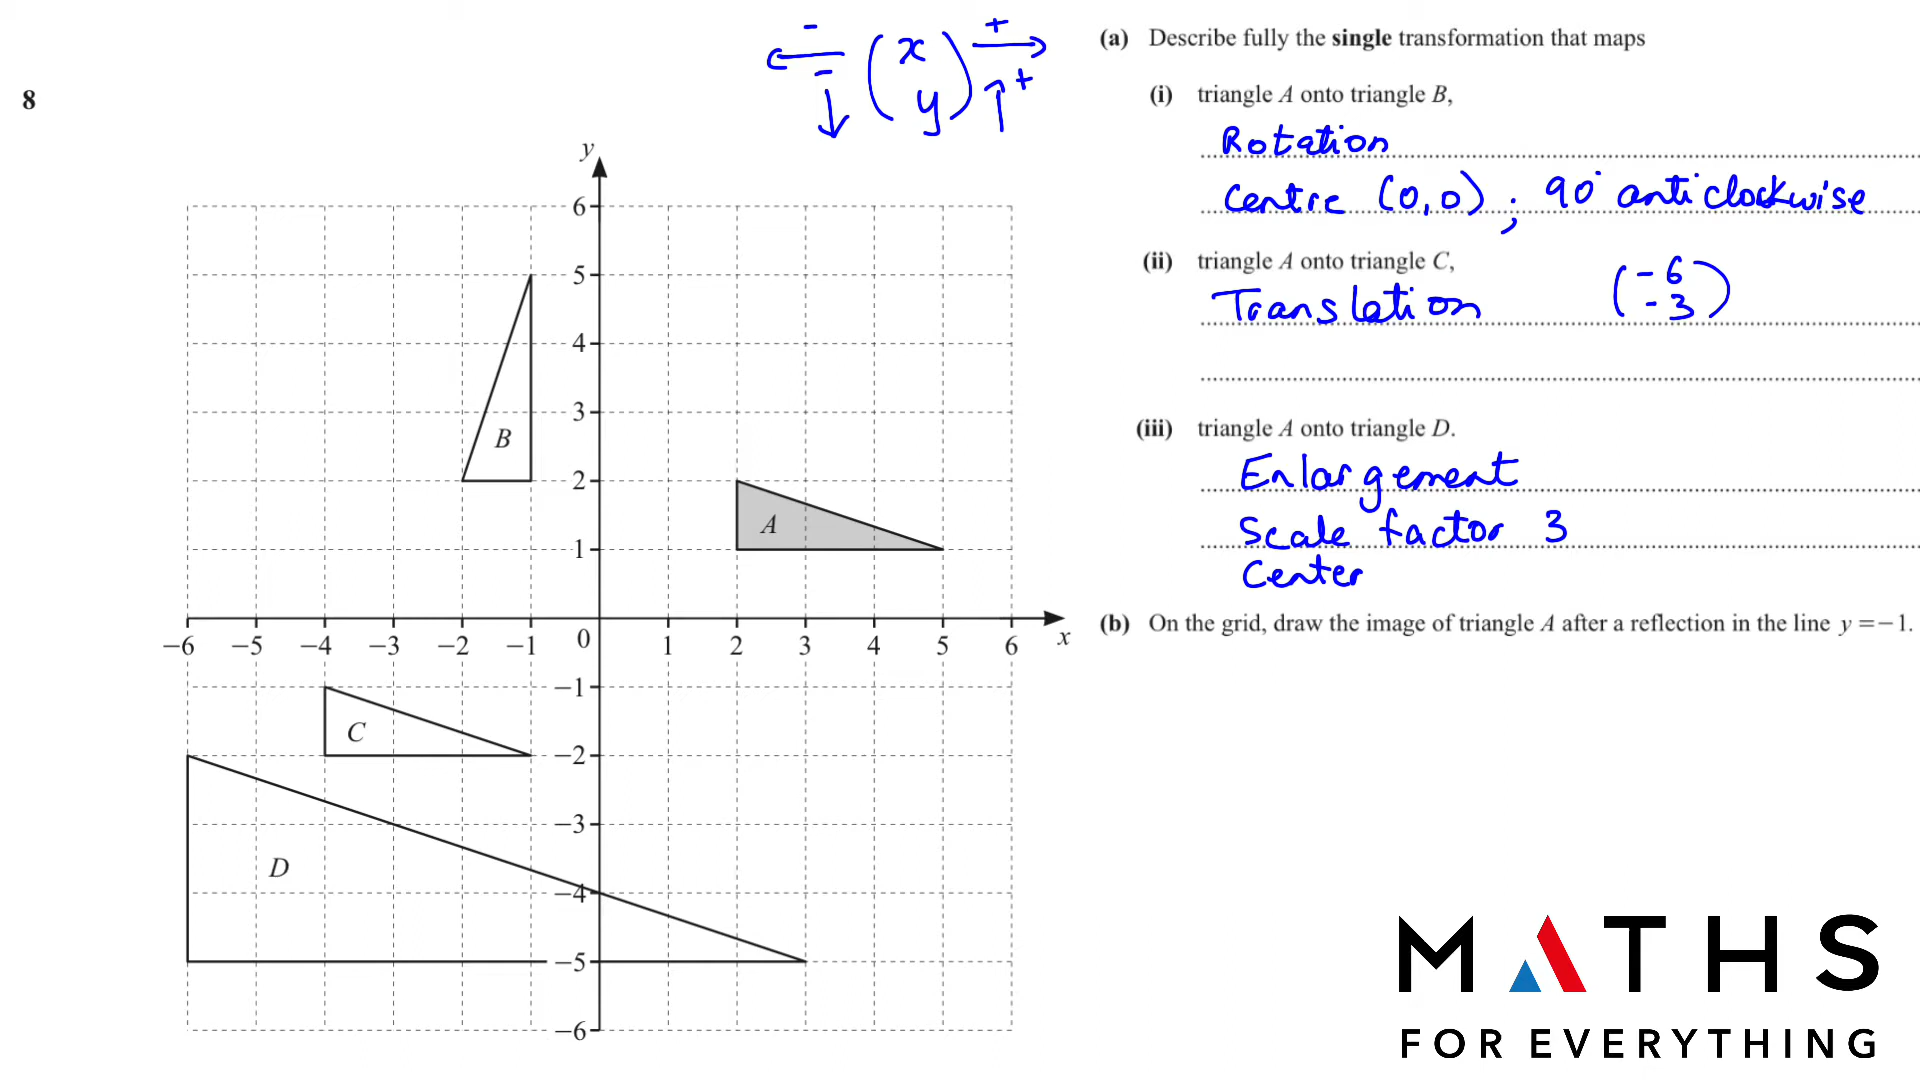 8
− ( x ) +
− ( y ) +
(a) Describe fully the single transformation that maps
(i) triangle A onto triangle B,
Rotation
Centre (0,0) ; 90° anticlockwise
(ii) triangle A onto triangle C,
Translation (-6
-3)
(iii) triangle A onto triangle D.
Enlargement
Scale factor 3
Center
(b) On the grid, draw the image of triangle A after a reflection in the line y = −1.
y
6
5
4
3
B
2
A
1
−6 −5 −4 −3 −2 −1 0 1 2 3 4 5 6 x
−1
C
−2
−3
D
−4
−5
−6
MATHS
FOR EVERYTHING